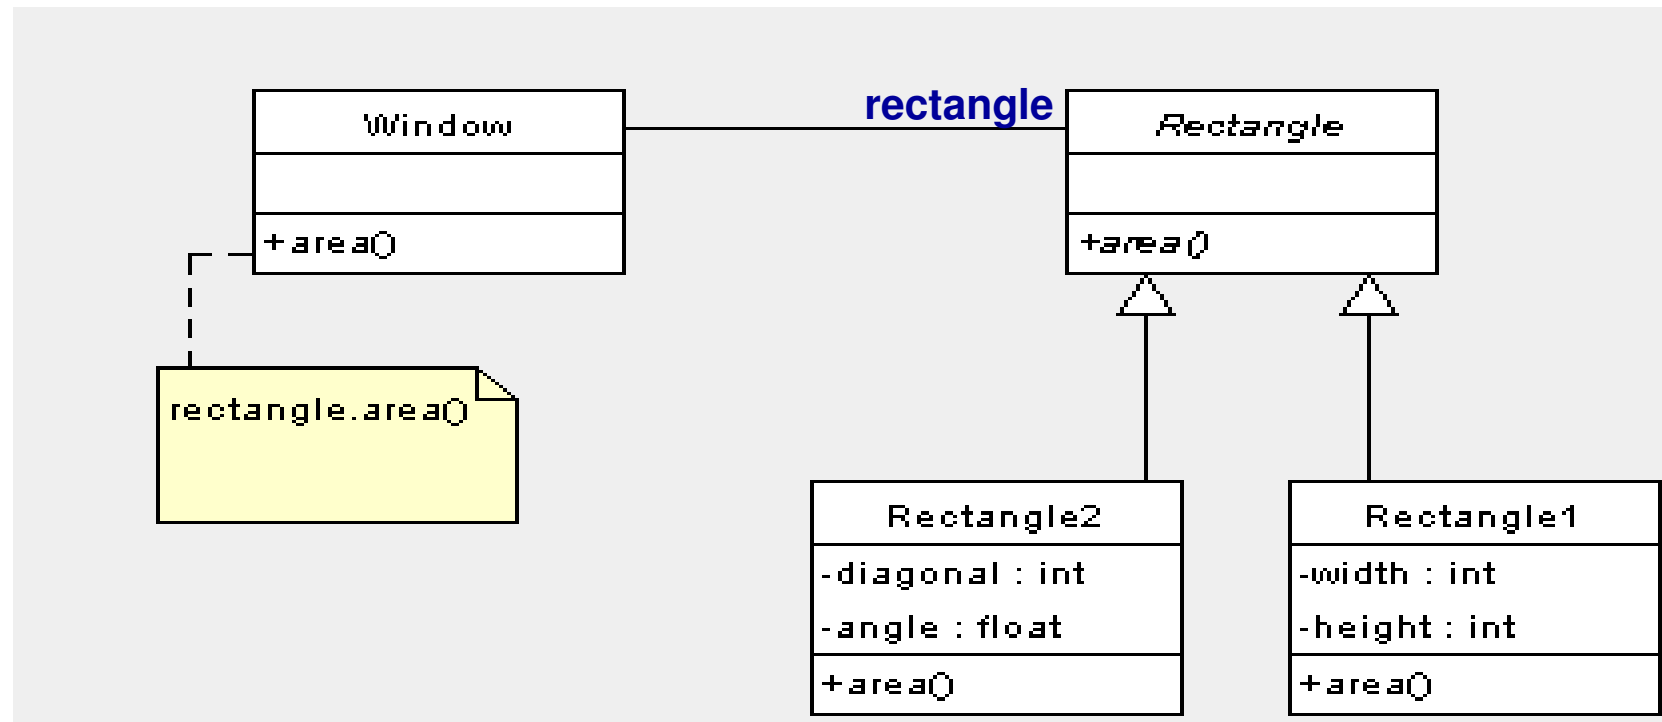 Window
+area()
rectangle
Rectangle
+area()
rectangle.area()
Rectangle2
-diagonal : int
-angle : float
+area()
Rectangle1
-width : int
-height : int
+area()